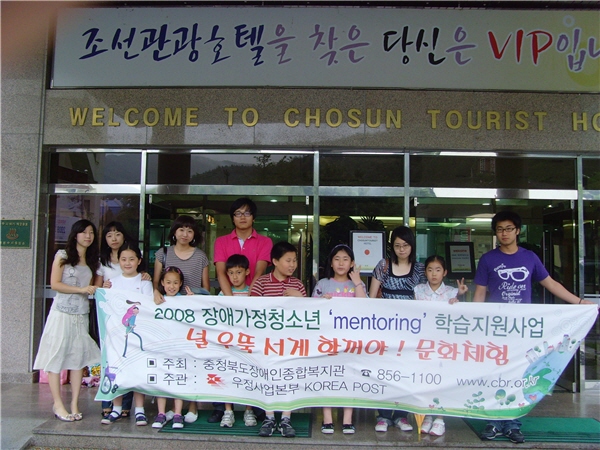 조선관광호텔을 찾은 당신은 VIP입니
WELCOME TO CHOSUN TOURIST HO
2008 장애가정청소년 'mentoring' 학습지원사업
널 우뚝 서게 할꺼야! 문화체험
■ 주최 : 충청북도장애인종합복지관 ☎ 856-1100 www.cbr.or.kr
■ 주관 : 우정사업본부 KOREA POST